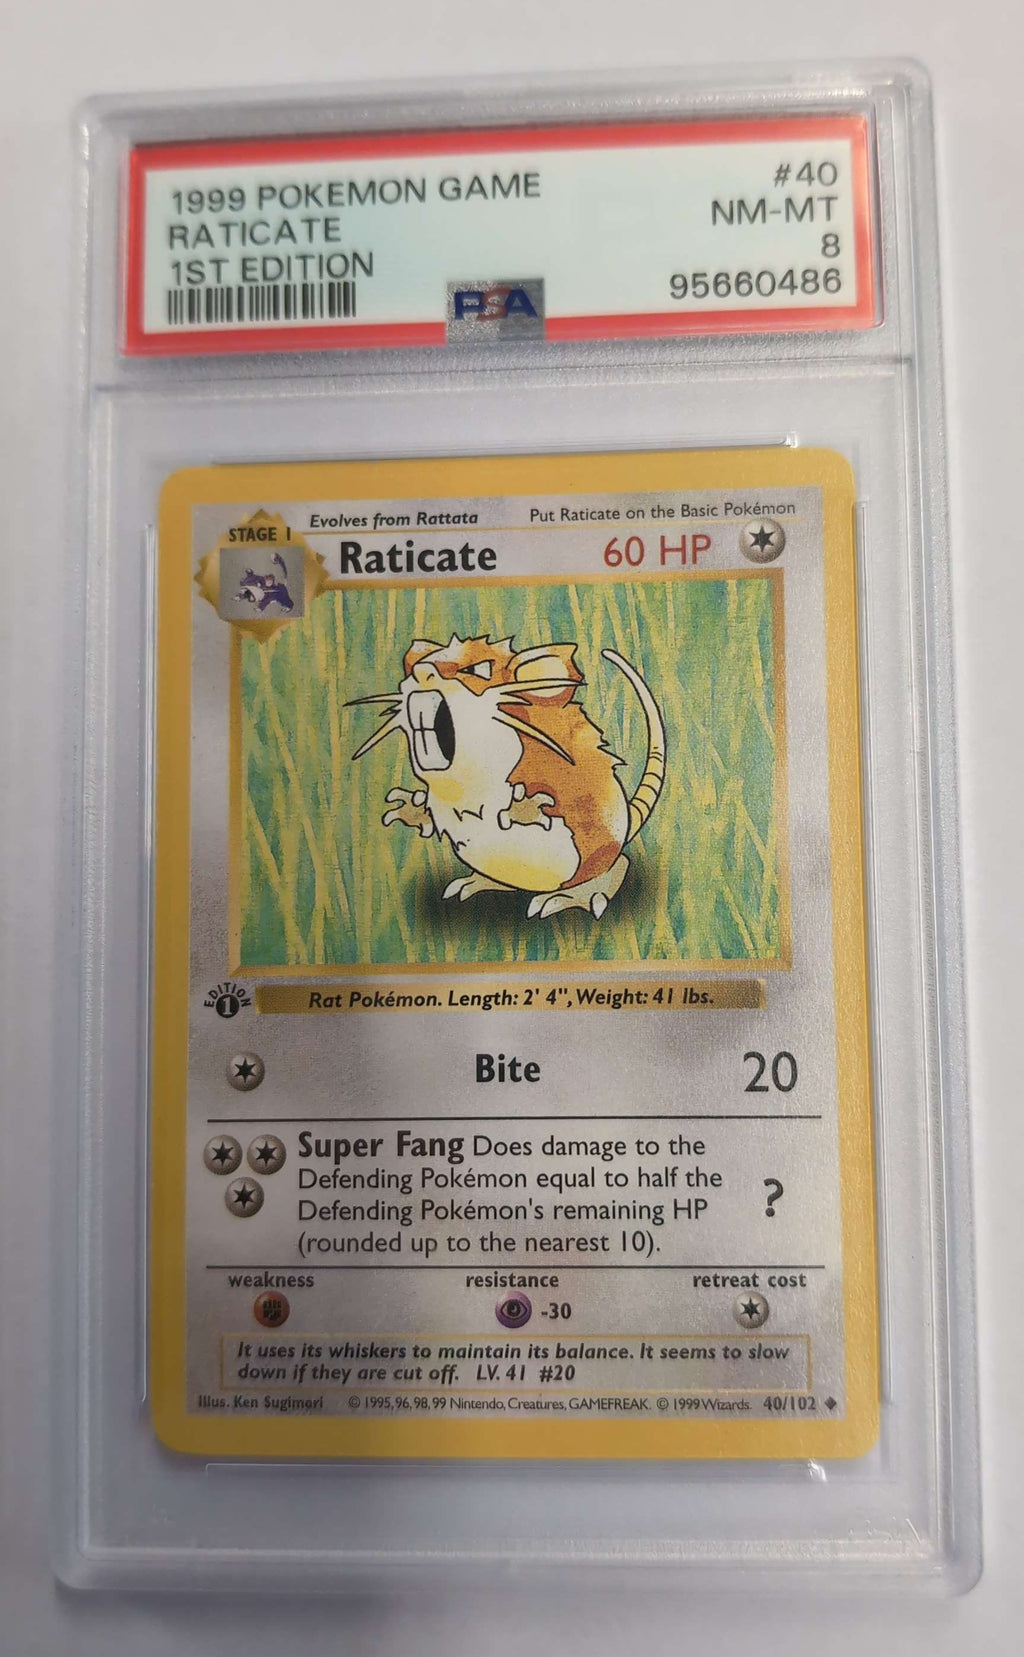 1999 POKEMON GAME
#40
RATICATE
NM-MT
1ST EDITION
8
PSA
95660486
STAGE 1
Evolves from Rattata
Put Raticate on the Basic Pokémon
Raticate
60 HP
EDITION
1
Rat Pokémon. Length: 2' 4", Weight: 41 lbs.
Bite
20
Super Fang Does damage to the
Defending Pokémon equal to half the
Defending Pokémon's remaining HP
(rounded up to the nearest 10).
?
weakness
resistance
retreat cost
-30
It uses its whiskers to maintain its balance. It seems to slow
down if they are cut off. LV. 41 #20
Illus. Ken Sugimori
© 1995, 96, 98, 99 Nintendo, Creatures, GAMEFREAK. © 1999 Wizards.
40/102